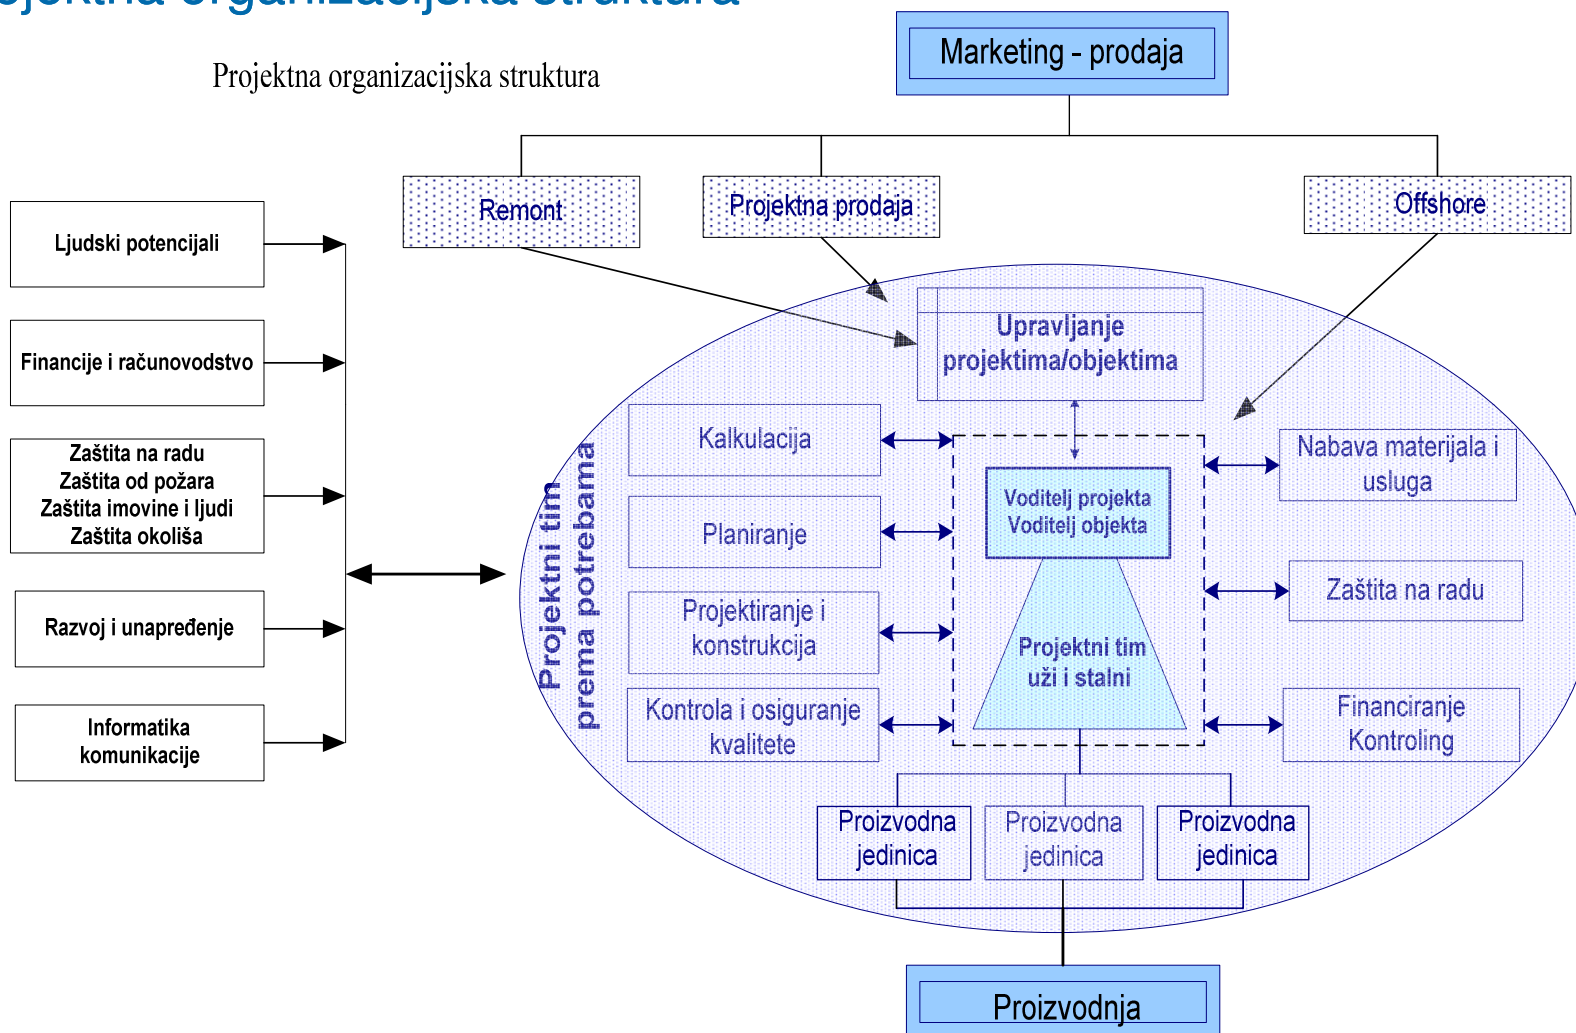 ojektna organizacijska struktura
Projektna organizacijska struktura
Marketing - prodaja
Remont
Projektna prodaja
Offshore
Ljudski potencijali
Financije i računovodstvo
Zaštita na radu
Zaštita od požara
Zaštita imovine i ljudi
Zaštita okoliša
Razvoj i unapređenje
Informatika
komunikacije
Projektni tim
prema potrebama
Upravljanje
projektima/objektima
Kalkulacija
Planiranje
Projektiranje i
konstrukcija
Kontrola i osiguranje
kvalitete
Voditelj projekta
Voditelj objekta
Projektni tim
uži i stalni
Nabava materijala i
usluga
Zaštita na radu
Financiranje
Kontroling
Proizvodna
jedinica
Proizvodna
jedinica
Proizvodna
jedinica
Proizvodnja